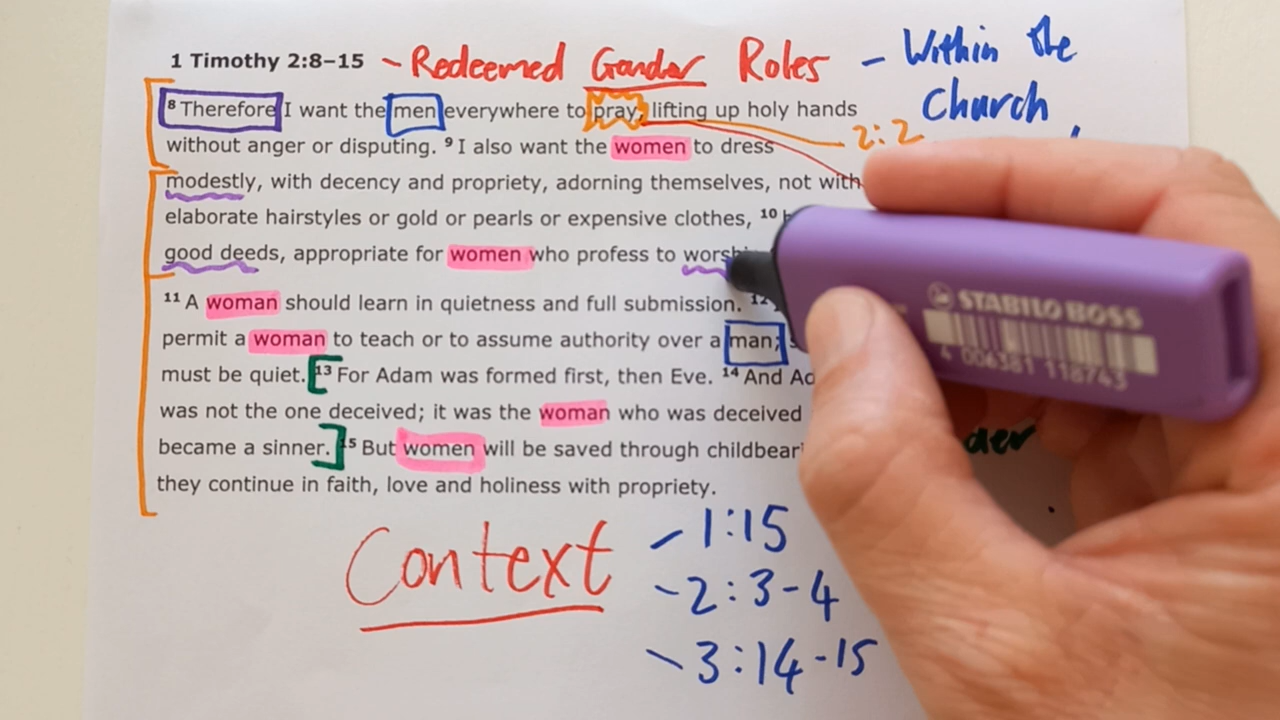 1 Timothy 2:8–15 ~ Redeemed Gender Roles – Within the
Church
8 Therefore I want the men everywhere to pray, lifting up holy hands
2:2
without anger or disputing. 9 I also want the women to dress
modestly, with decency and propriety, adorning themselves, not with
elaborate hairstyles or gold or pearls or expensive clothes, 10
good deeds, appropriate for women who profess to
11 A woman should learn in quietness and full submission. 12
permit a woman to teach or to assume authority over a man;
must be quiet. 13 For Adam was formed first, then Eve. 14 And
was not the one deceived; it was the woman who was deceived
became a sinner. 15 But women will be saved through
they continue in faith, love and holiness with propriety.
Context
– 1:15
– 2:3-4
– 3:14-15
STABILO BOSS
4 006381 118743